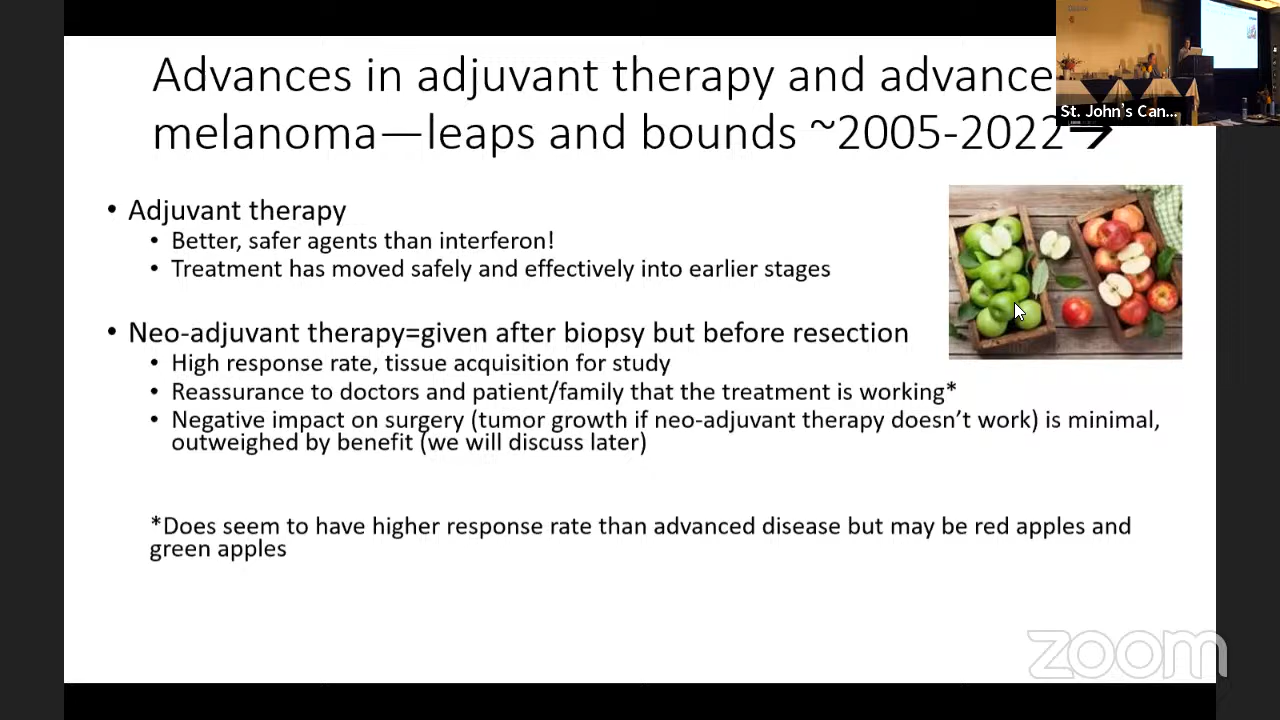 Advances in adjuvant therapy and advance
melanoma—leaps and bounds ~2005-2022→
St. John's Can...
• Adjuvant therapy
• Better, safer agents than interferon!
• Treatment has moved safely and effectively into earlier stages
• Neo-adjuvant therapy=given after biopsy but before resection
• High response rate, tissue acquisition for study
• Reassurance to doctors and patient/family that the treatment is working*
• Negative impact on surgery (tumor growth if neo-adjuvant therapy doesn't work) is minimal,
outweighed by benefit (we will discuss later)
*Does seem to have higher response rate than advanced disease but may be red apples and
green apples
zoom